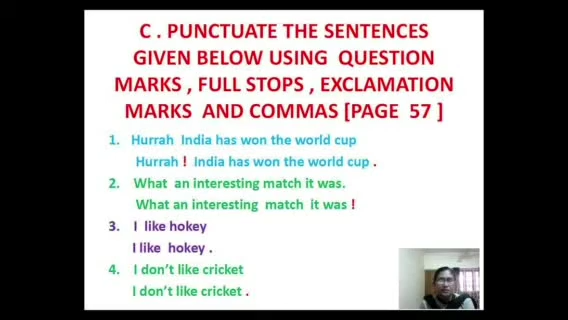 C . PUNCTUATE THE SENTENCES
GIVEN BELOW USING QUESTION
MARKS , FULL STOPS , EXCLAMATION
MARKS AND COMMAS [PAGE 57 ]
1. Hurrah India has won the world cup
Hurrah ! India has won the world cup .
2. What an interesting match it was.
What an interesting match it was !
3. I like hokey
I like hokey .
4. I don't like cricket
I don't like cricket .